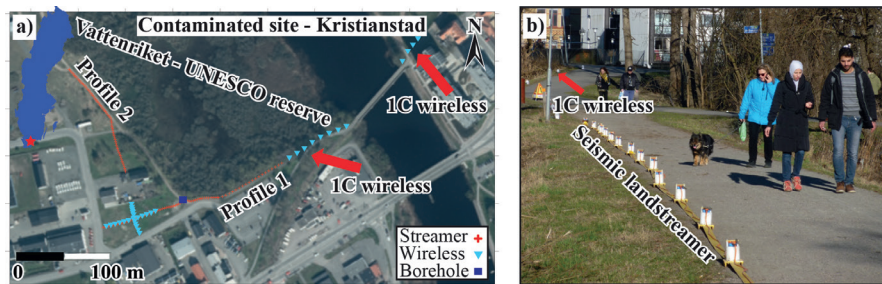 a)
Contaminated site - Kristianstad
N
Vattenriket - UNESCO reserve
Profile 2
1C wireless
1C wireless
Profile 1
Streamer
Wireless
Borehole
0
100 m
b)
1C wireless
Seismic landstreamer